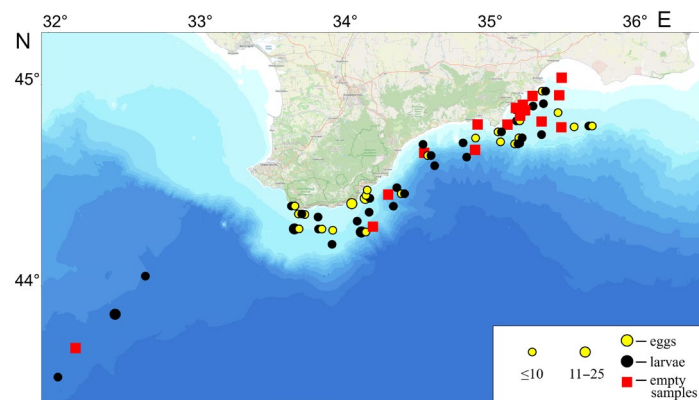 32° 33° 34° 35° 36° E
N
45°
44°
— eggs
— larvae
— empty samples
≤10 11–25